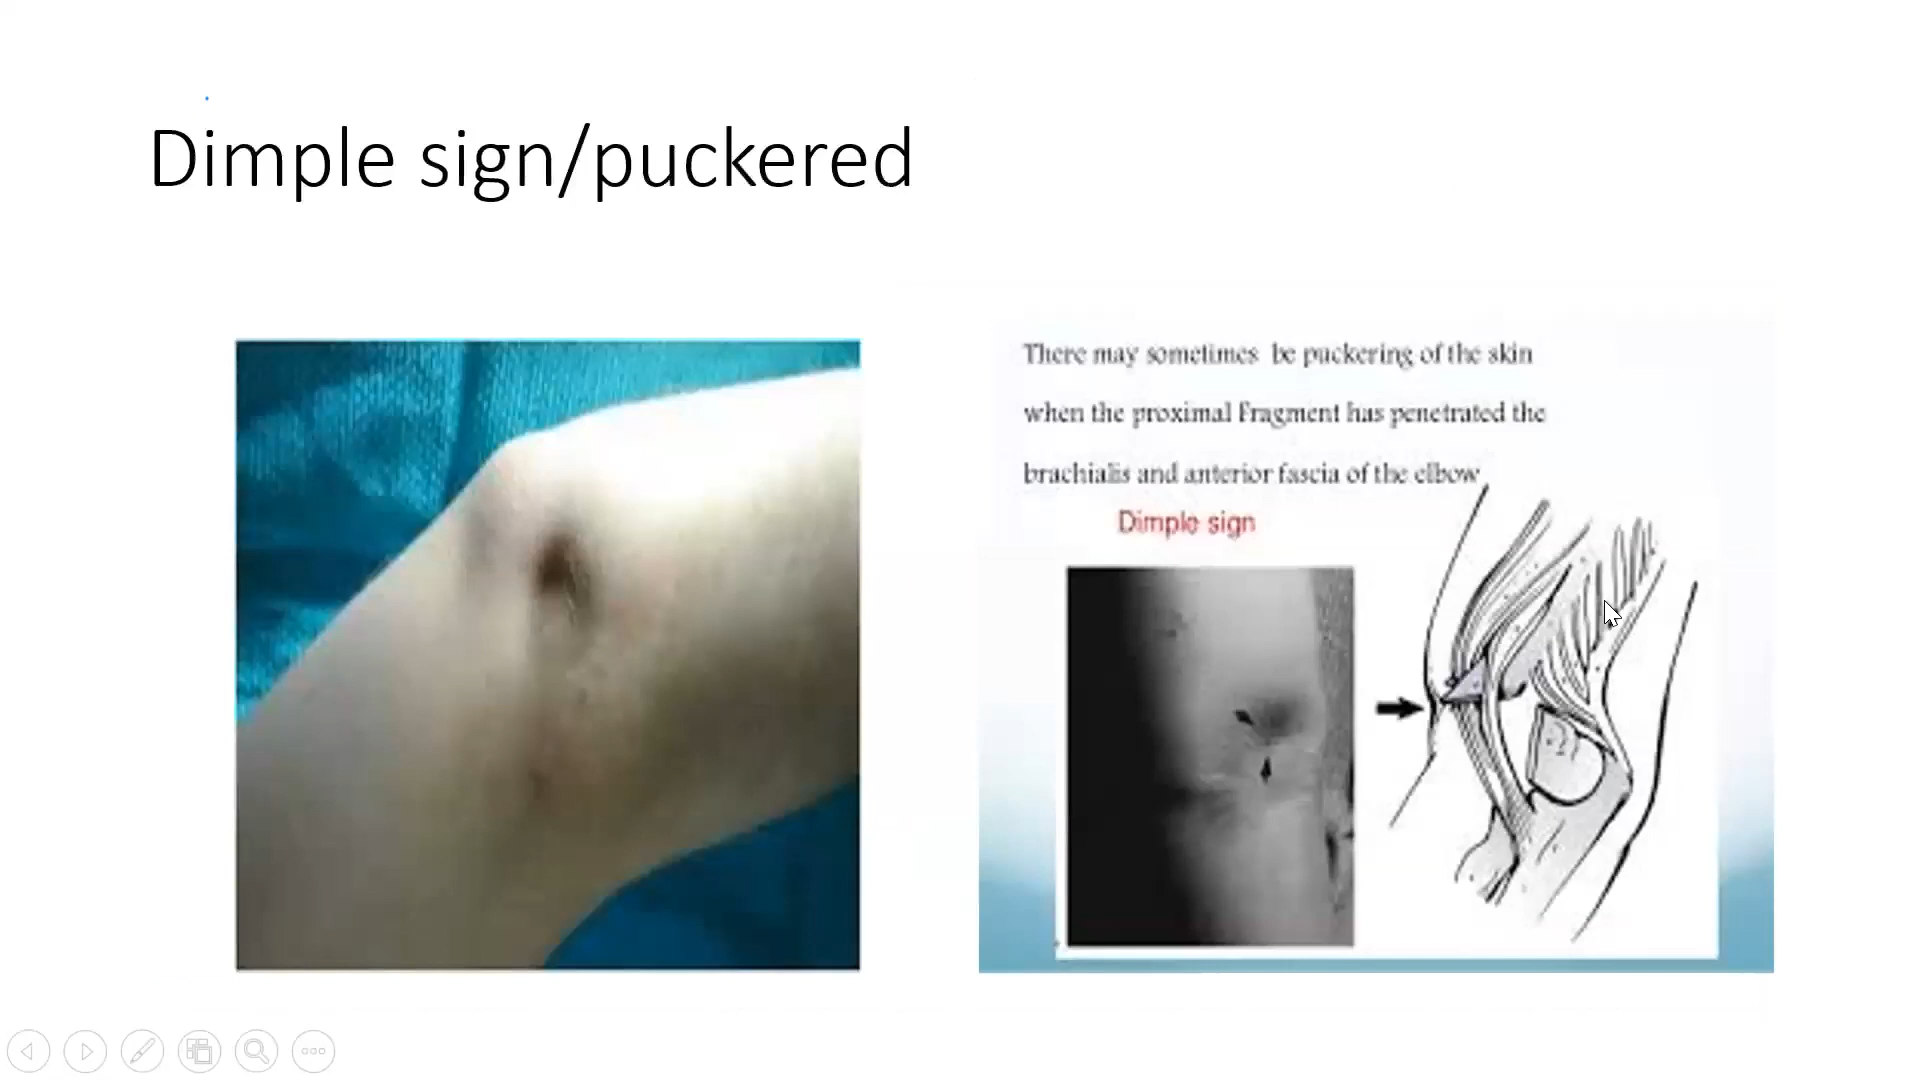 Dimple sign/puckered
There may sometimes be puckering of the skin
when the proximal Fragment has penetrated the
brachialis and anterior fascia of the elbow
Dimple sign